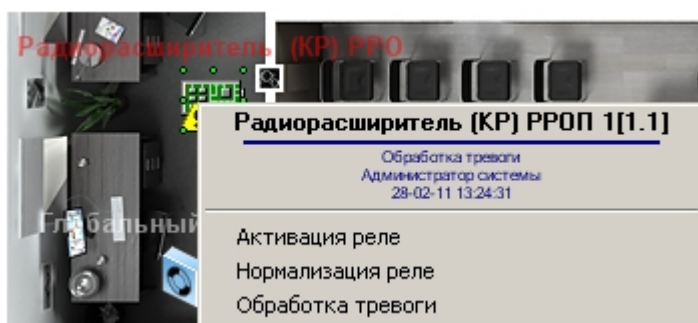 Радиорасширитель (КР) РРО
Радиорасширитель (КР) РРОП 1[1.1]
Обработка тревоги
Администратор системы
28-02-11 13:24:31
Глобальный
Активация реле
Нормализация реле
Обработка тревоги